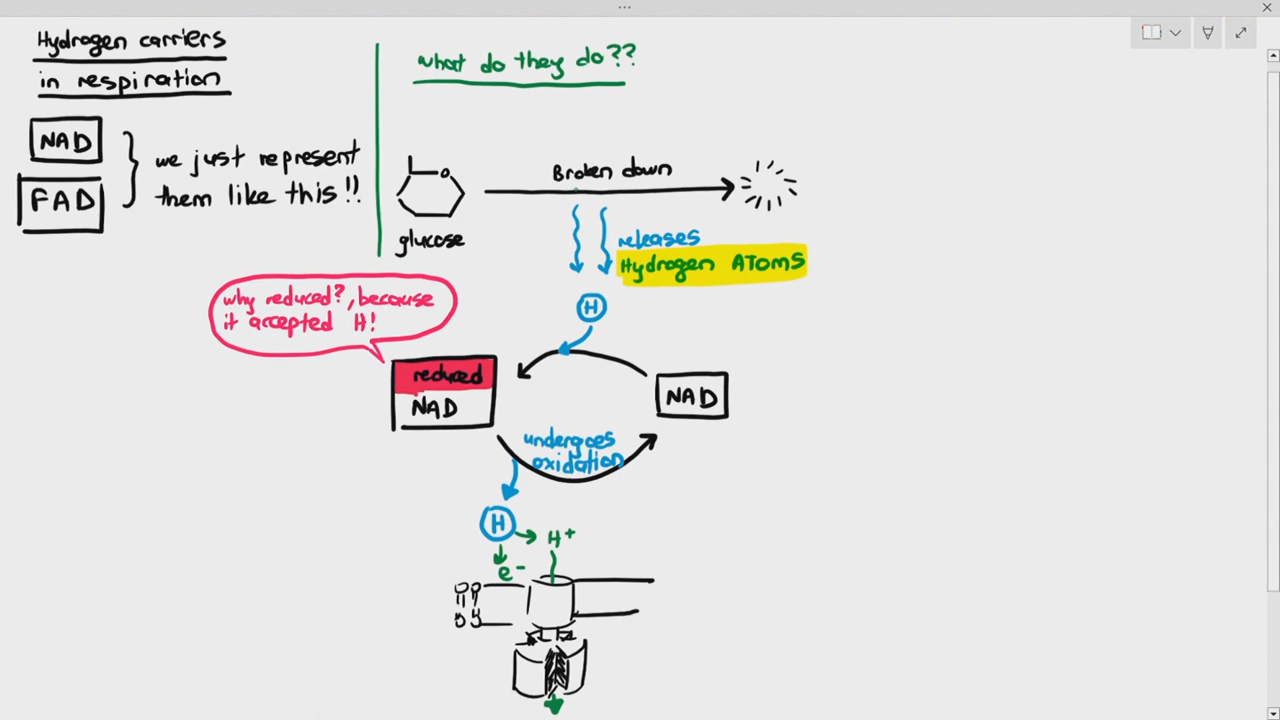 Hydrogen carriers
in respiration
NAD
FAD
we just represent
them like this!!
what do they do??
glucose
O
Broken down
releases
Hydrogen ATOMS
H
why reduced?, because
it accepted H!
reduced
NAD
NAD
undergoes
oxidation
H
H+
e-